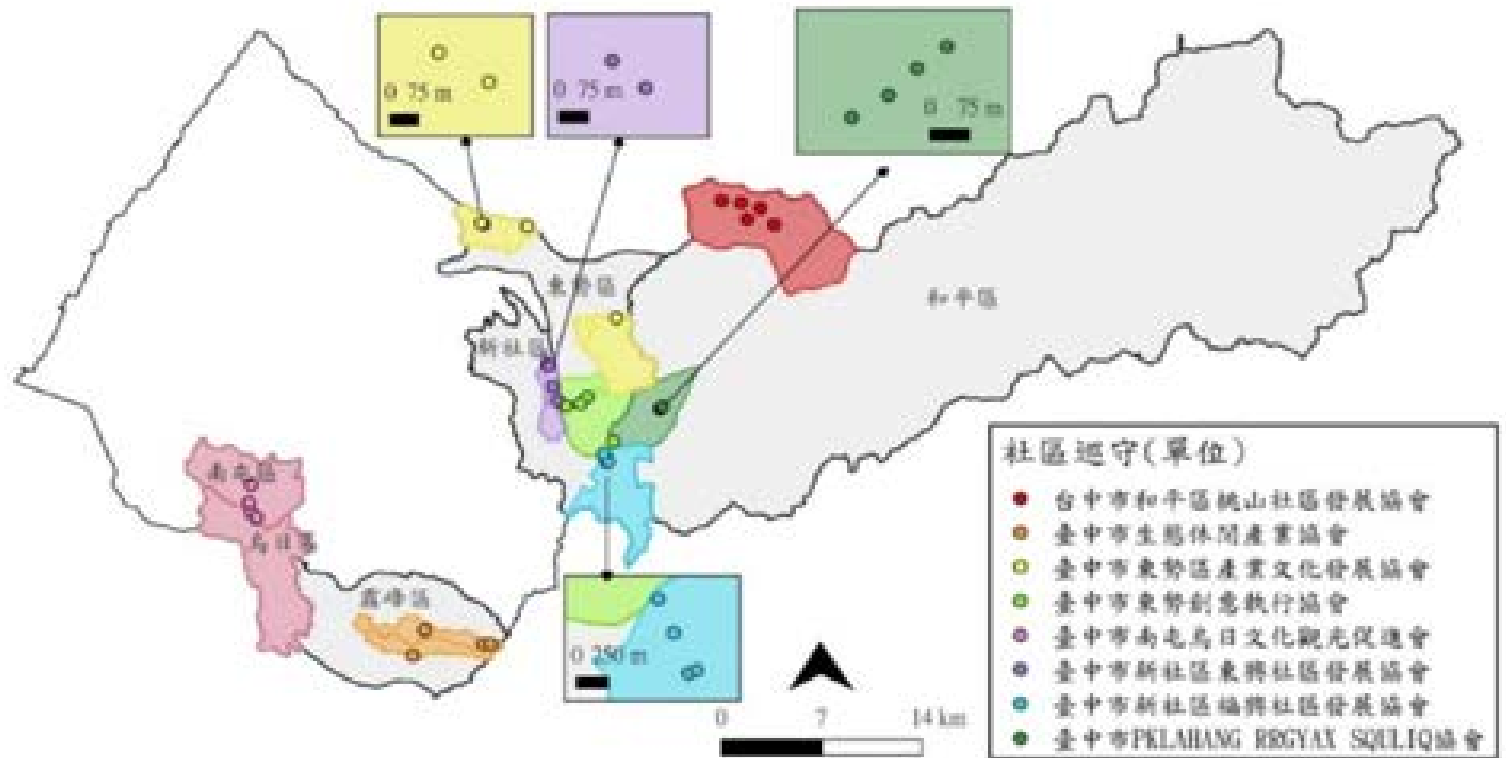 0 75 m
0 75 m
0 75 m
東勢區
和平區
新社區
南屯區
烏日區
霧峰區
0 250 m
0 7 14 km
社區巡守(單位)
台中市和平區桃山社區發展協會
臺中市生態休閒產業協會
臺中市東勢區產業文化發展協會
臺中市東勢創意執行協會
臺中市南屯烏日文化觀光促進會
臺中市新社區東興社區發展協會
臺中市新社區福興社區發展協會
臺中市PKLAHANG RRGYAX SQULIQ協會